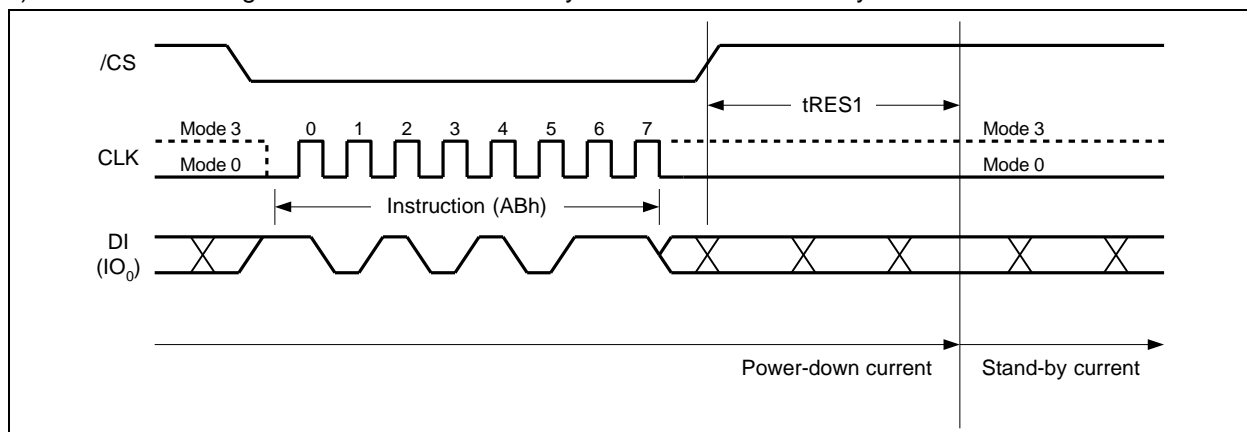 /CS
tRES1
Mode 3 0 1 2 3 4 5 6 7 Mode 3
CLK
Mode 0 Mode 0
Instruction (ABh)
DI
(IO₀)
Power-down current Stand-by current